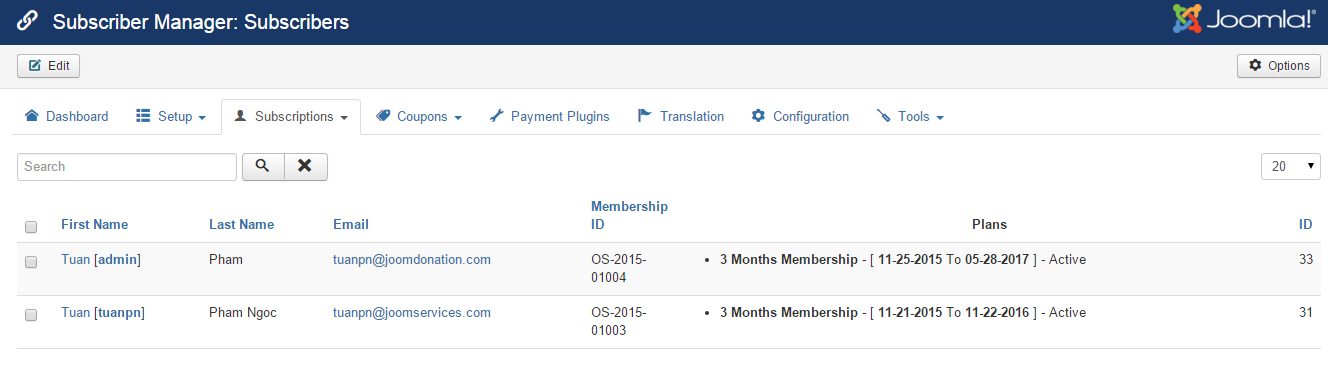 Subscriber Manager: Subscribers
Joomla!®
Edit
Options
Dashboard
Setup
Subscriptions
Coupons
Payment Plugins
Translation
Configuration
Tools
Search
20
First Name
Last Name
Email
Membership
ID
Plans
ID
Tuan [admin]
Pham
tuanpn@joomdonation.com
OS-2015-
01004
• 3 Months Membership - [ 11-25-2015 To 05-28-2017 ] - Active
33
Tuan [tuanpn]
Pham Ngoc
tuanpn@joomservices.com
OS-2015-
01003
• 3 Months Membership - [ 11-21-2015 To 11-22-2016 ] - Active
31